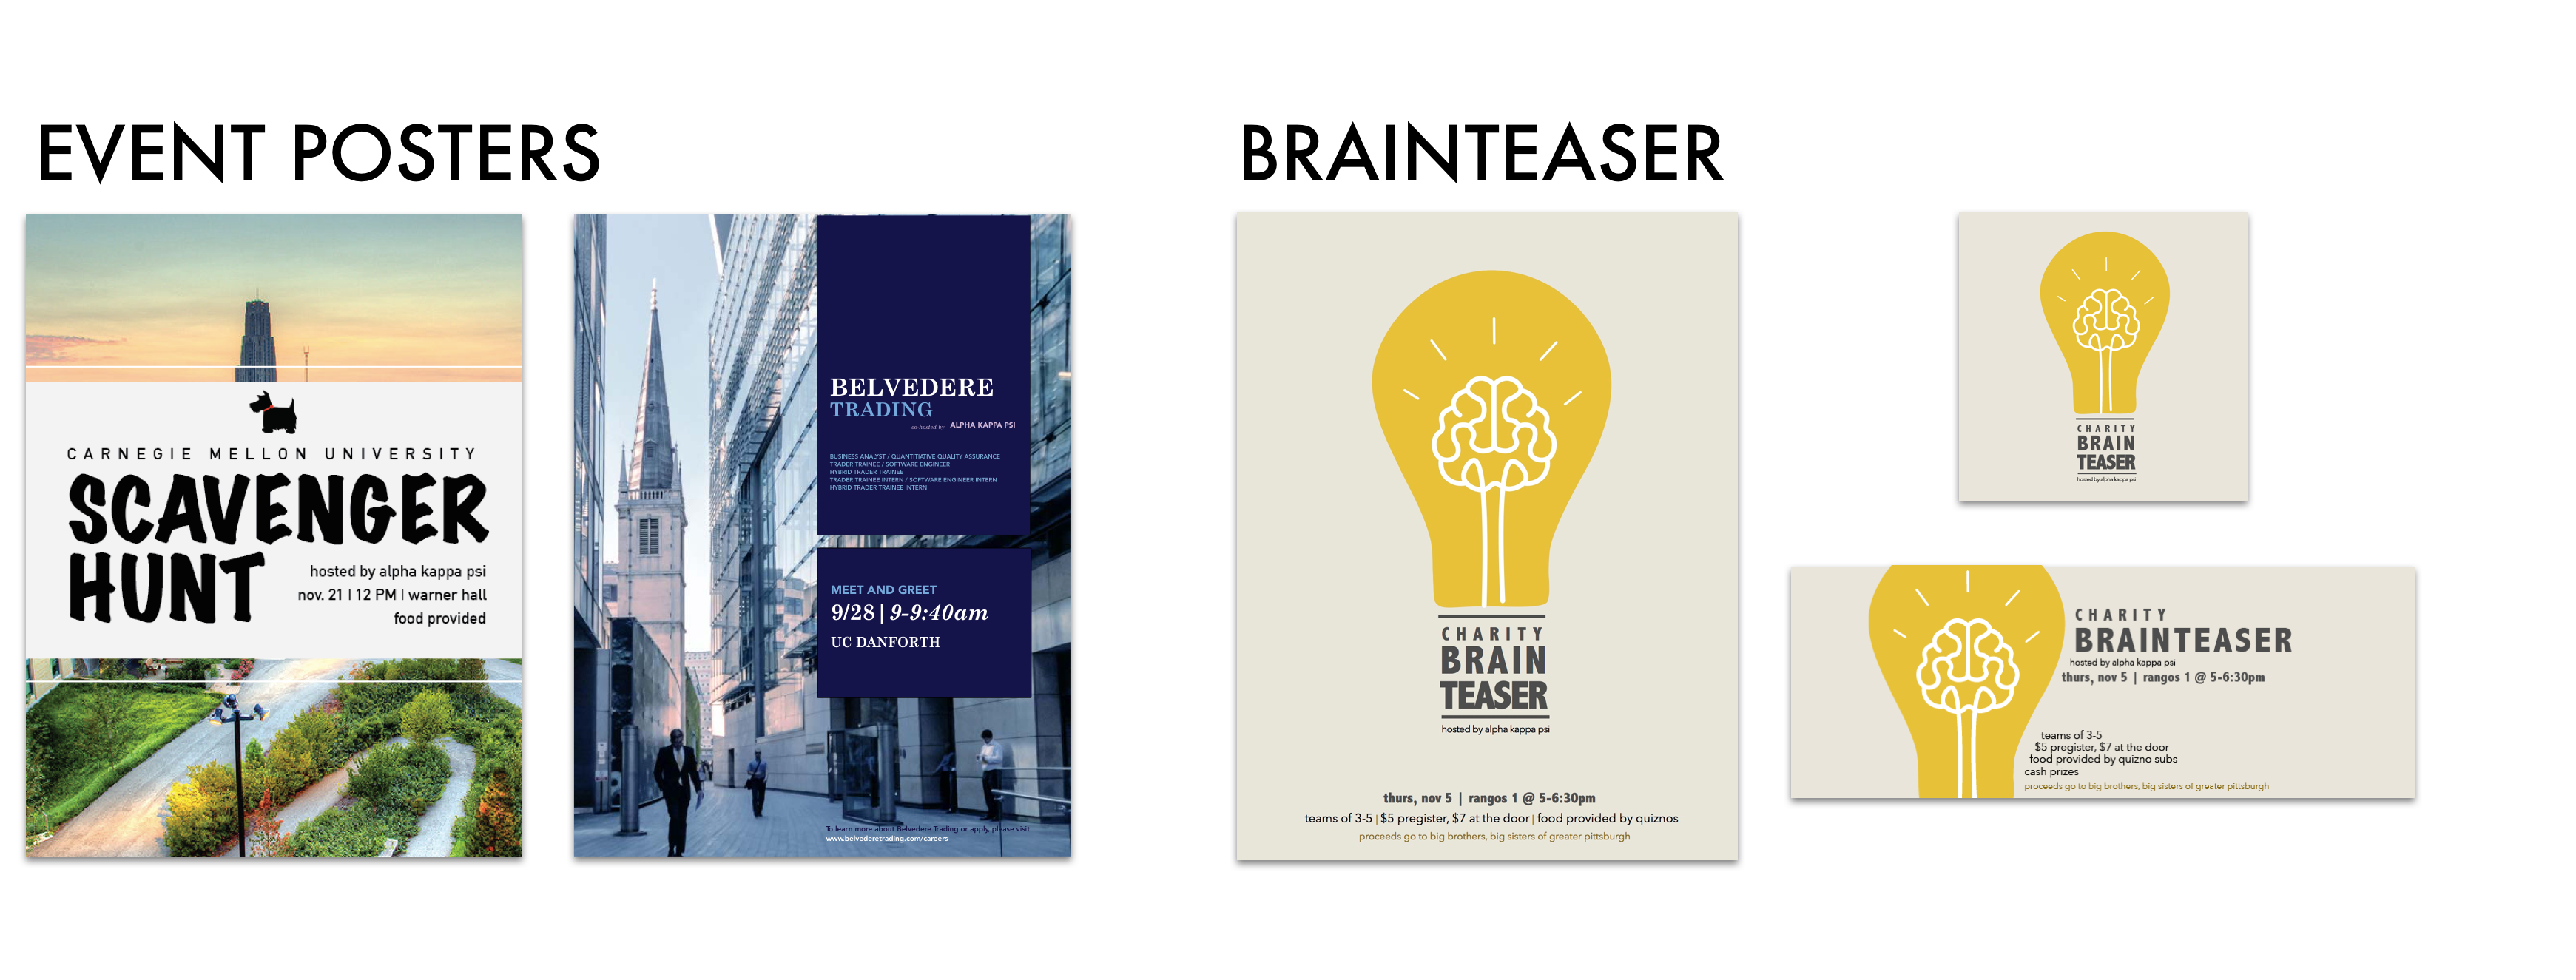 EVENT POSTERS
CARNEGIE MELLON UNIVERSITY
SCAVENGER
HUNT
hosted by alpha kappa psi
nov. 21 | 12 PM | warner hall
food provided
BELVEDERE
TRADING
co-hosted by ALPHA KAPPA PSI
BUSINESS ANALYST / QUANTITIATIVE QUALITY ASSURANCE
TRADER TRAINEE / SOFTWARE ENGINEER
HYBRID TRADER TRAINEE
TRADER TRAINEE INTERN / SOFTWARE ENGINEER INTERN
HYBRID TRADER TRAINEE INTERN
MEET AND GREET
9/28 | 9-9:40am
UC DANFORTH
To learn more about Belvedere Trading or apply, please visit
www.belvederetrading.com/careers
BRAINTEASER
CHARITY
BRAIN
TEASER
hosted by alpha kappa psi
thurs, nov 5 | rangos 1 @ 5-6:30pm
teams of 3-5 | $5 pregister, $7 at the door | food provided by quiznos
proceeds go to big brothers, big sisters of greater pittsburgh
CHARITY
BRAIN
TEASER
hosted by alpha kappa psi
CHARITY
BRAINTEASER
hosted by alpha kappa psi
thurs, nov 5 | rangos 1 @ 5-6:30pm
teams of 3-5
$5 pregister, $7 at the door
food provided by quizno subs
cash prizes
proceeds go to big brothers, big sisters of greater pittsburgh